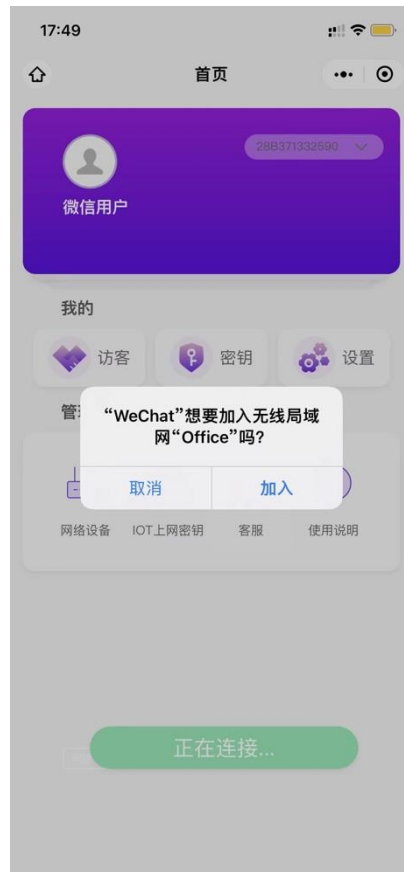 17:49
首页
28B371332690
微信用户
我的
访客
密钥
设置
“WeChat”想要加入无线局域
网“Office”吗?
取消
加入
网络设备
IOT上网密钥
客服
使用说明
正在连接...